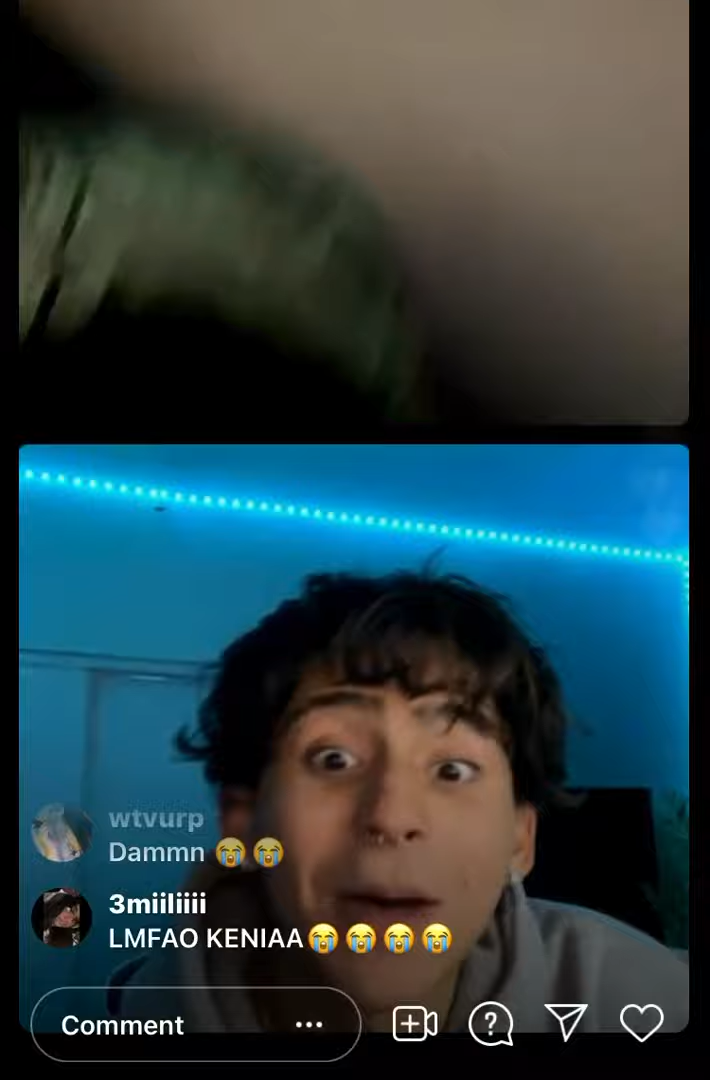 wtvurp
Dammn 😭😭
3miiliiii
LMFAO KENIAA😭😭😭😭
Comment